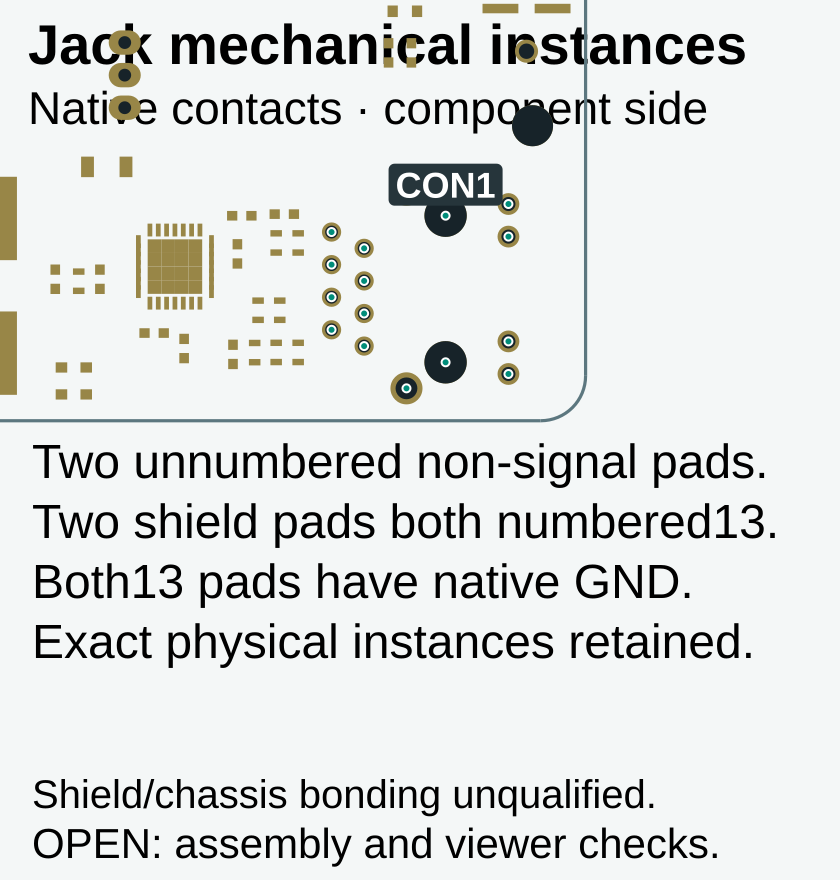 Jack mechanical instances
Native contacts · component side
CON1
Two unnumbered non-signal pads.
Two shield pads both numbered13.
Both13 pads have native GND.
Exact physical instances retained.
Shield/chassis bonding unqualified.
OPEN: assembly and viewer checks.